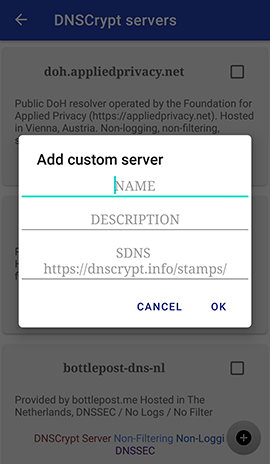 DNSCrypt servers
doh.appliedprivacy.net
Public DoH resolver operated by the Foundation for
Applied Privacy (https://appliedprivacy.net). Hosted
in Vienna, Austria. Non-logging, non-filtering,
Add custom server
NAME
DESCRIPTION
SDNS
https://dnscrypt.info/stamps/
CANCEL
OK
bottlepost-dns-nl
Provided by bottlepost.me Hosted in The
Netherlands, DNSSEC / No Logs / No Filter
DNSCrypt Server Non-Filtering Non-Loggi
DNSSEC